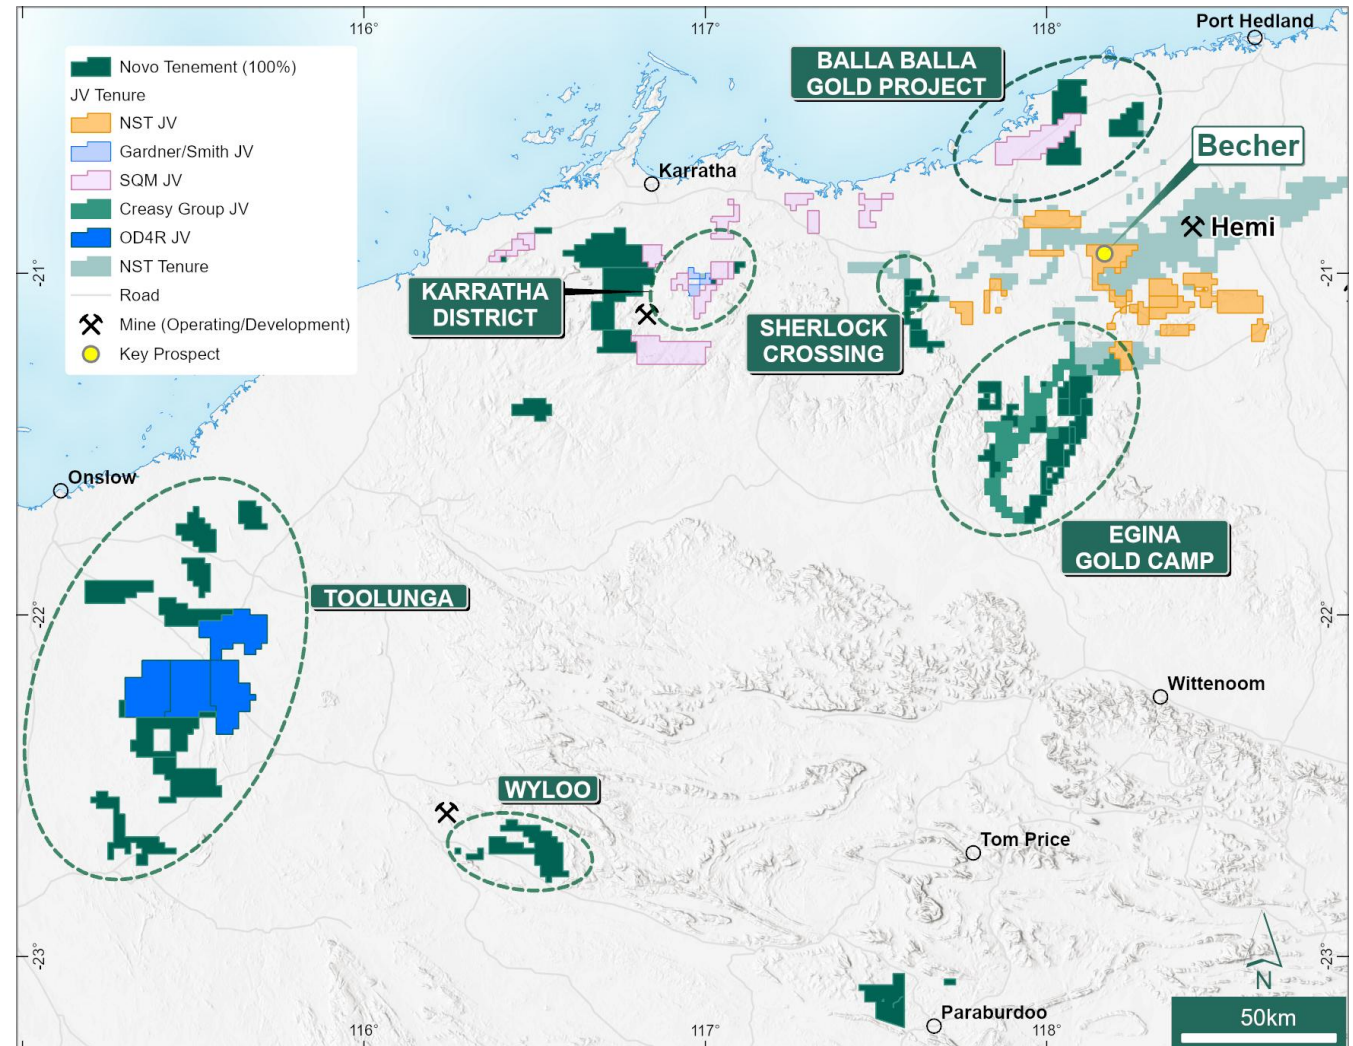 116°
117°
118°
Port Hedland
Novo Tenement (100%)
JV Tenure
NST JV
Gardner/Smith JV
SQM JV
Creasy Group JV
OD4R JV
NST Tenure
Road
Mine (Operating/Development)
Key Prospect
BALLA BALLA
GOLD PROJECT
Becher
Karratha
Hemi
-21°
-21°
KARRATHA
DISTRICT
SHERLOCK
CROSSING
Onslow
EGINA
GOLD CAMP
TOOLUNGA
-22°
-22°
Wittenoom
WYLOO
Tom Price
-23°
-23°
N
Paraburdoo
50km
116°
117°
118°